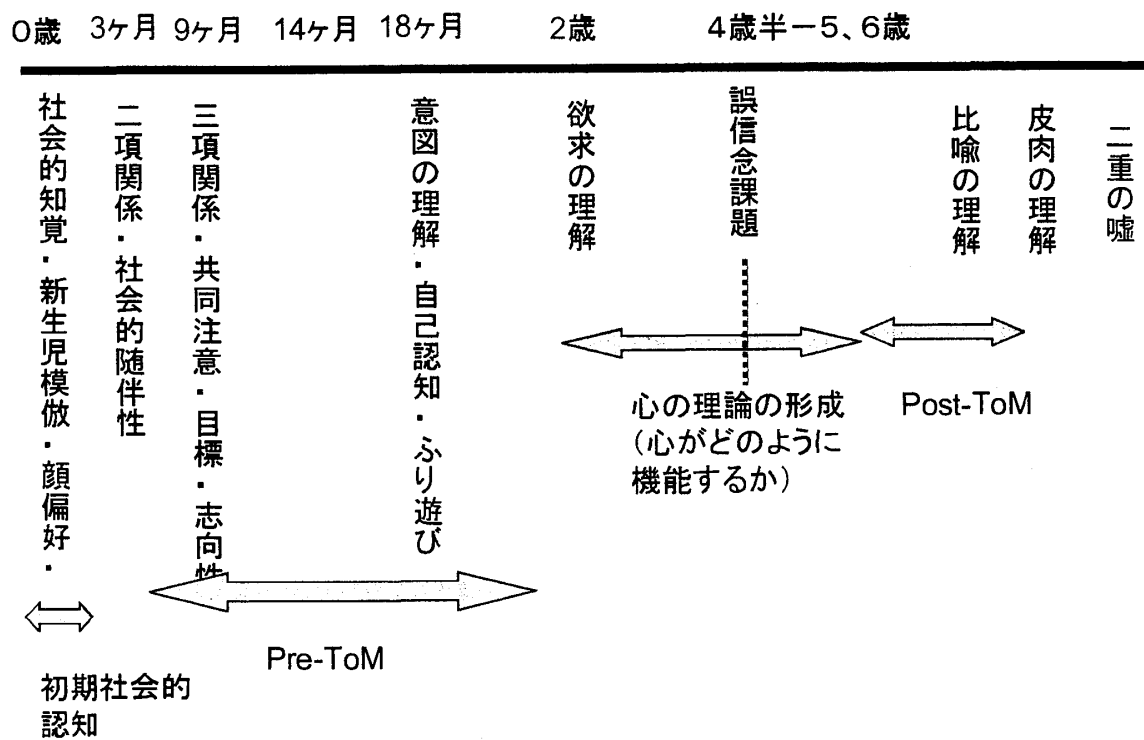 0歳 3ヶ月 9ヶ月 14ヶ月 18ヶ月 2歳 4歳半－5、6歳
社会的知覚・新生児模倣・顔偏好・
二項関係・社会的随伴性
三項関係・共同注意・目標・志向性
意図の理解・自己認知・ふり遊び
欲求の理解
誤信念課題
比喩の理解
皮肉の理解
二重の嘘
心の理論の形成
（心がどのように
機能するか）
Post-ToM
Pre-ToM
初期社会的
認知